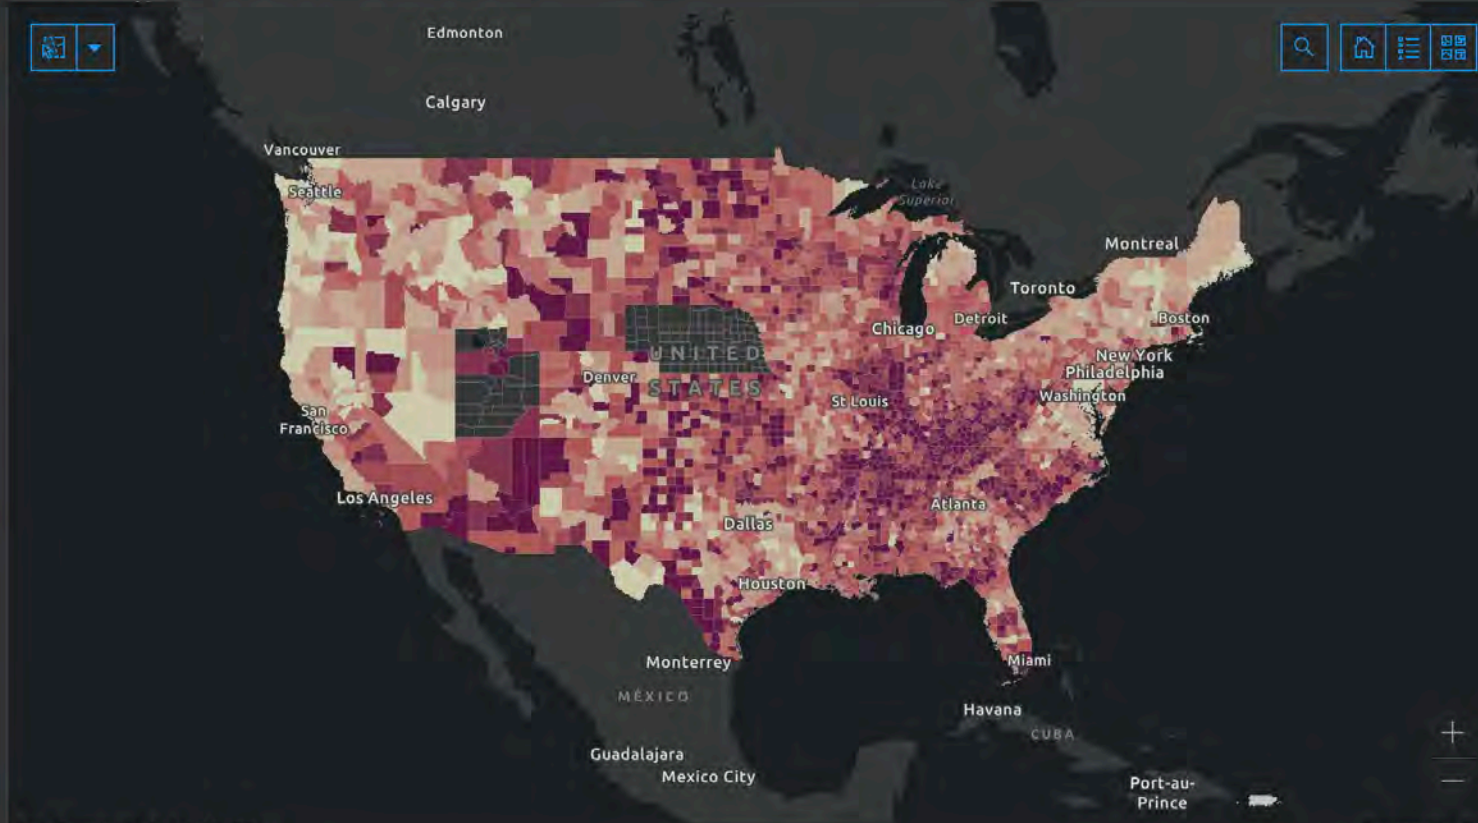 Edmonton
Calgary
Vancouver
Seattle
Lake
Superior
Montreal
Toronto
Chicago
Detroit
Boston
UNITED
STATES
New York
Philadelphia
Denver
Washington
St Louis
San
Francisco
Los Angeles
Atlanta
Dallas
Houston
Monterrey
Miami
MÉXICO
Havana
CUBA
Guadalajara
Mexico City
Port-au-
Prince